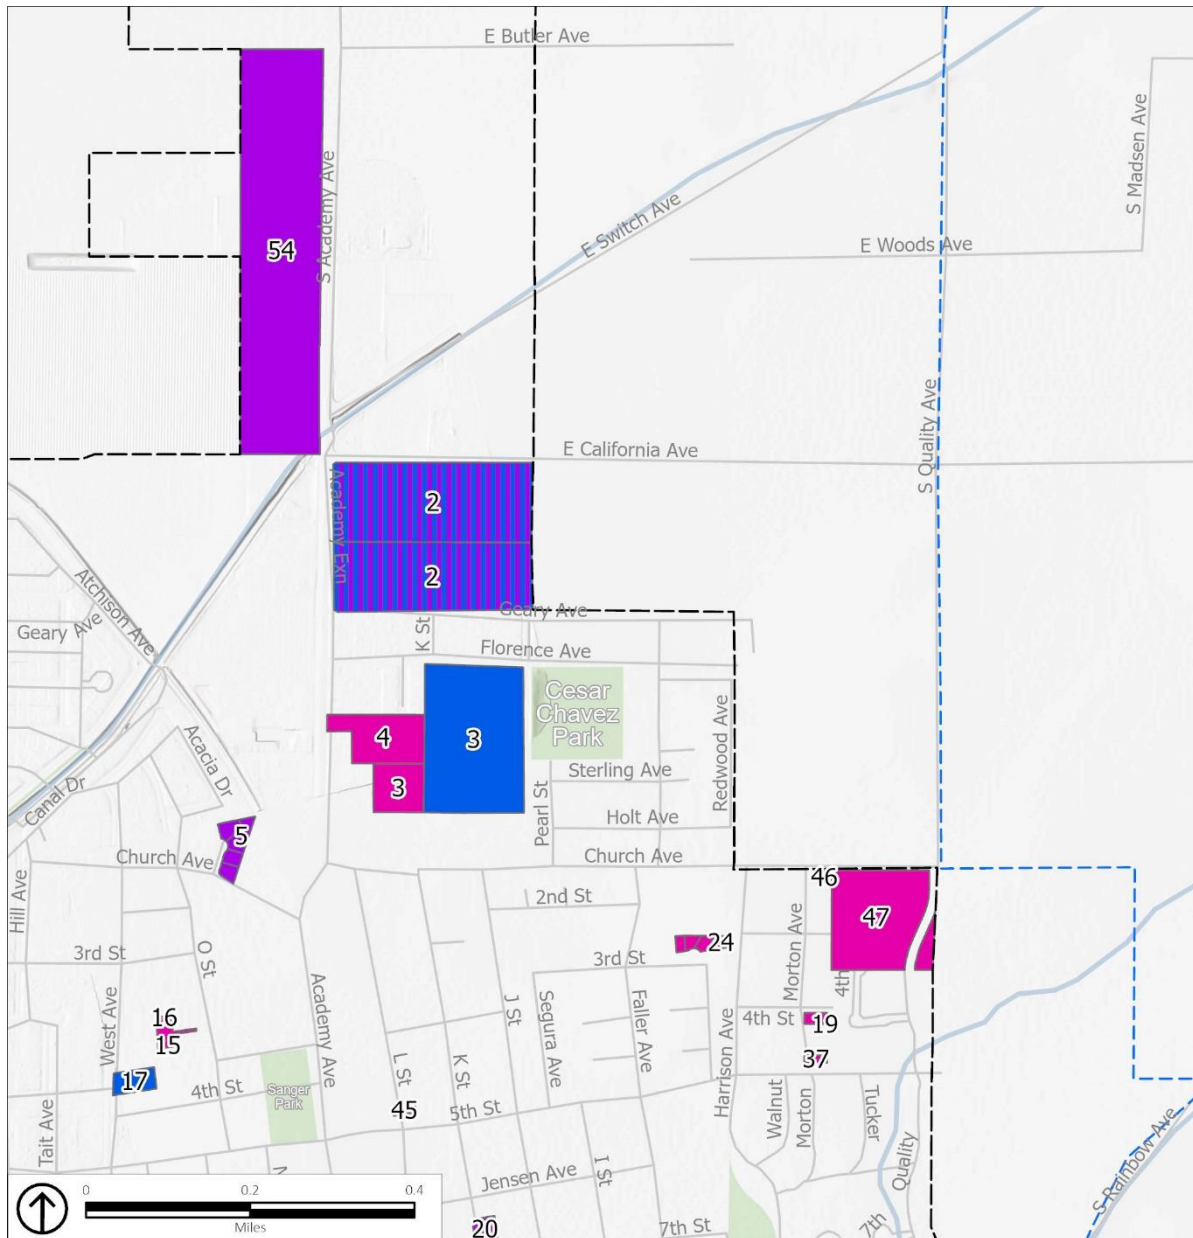 E Butler Ave
S Madsen Ave
S Academy Ave
E Switch Ave
E Woods Ave
54
S Quality Ave
E California Ave
Academy Exn
2
2
Atchison Ave
Geary Ave
Geary Ave
K St
Florence Ave
Cesar
Chavez
Park
Redwood Ave
4
3
3
Sterling Ave
Acacia Dr
Canal Dr
Pearl St
Holt Ave
5
Church Ave
Church Ave
46
Hill Ave
2nd St
47
Morton Ave
24
3rd St
3rd St
O St
4th
West Ave
Academy Ave
J St
Segura Ave
Faller Ave
16
15
4th St
19
Harrison Ave
L St
K St
37
17
4th St
Sanger
Park
45
5th St
Walnut
Morton
Tucker
Tait Ave
Quality
S Rainbow Ave
Jensen Ave
I St
N
0
0.2
0.4
Miles
20
7th St
7th